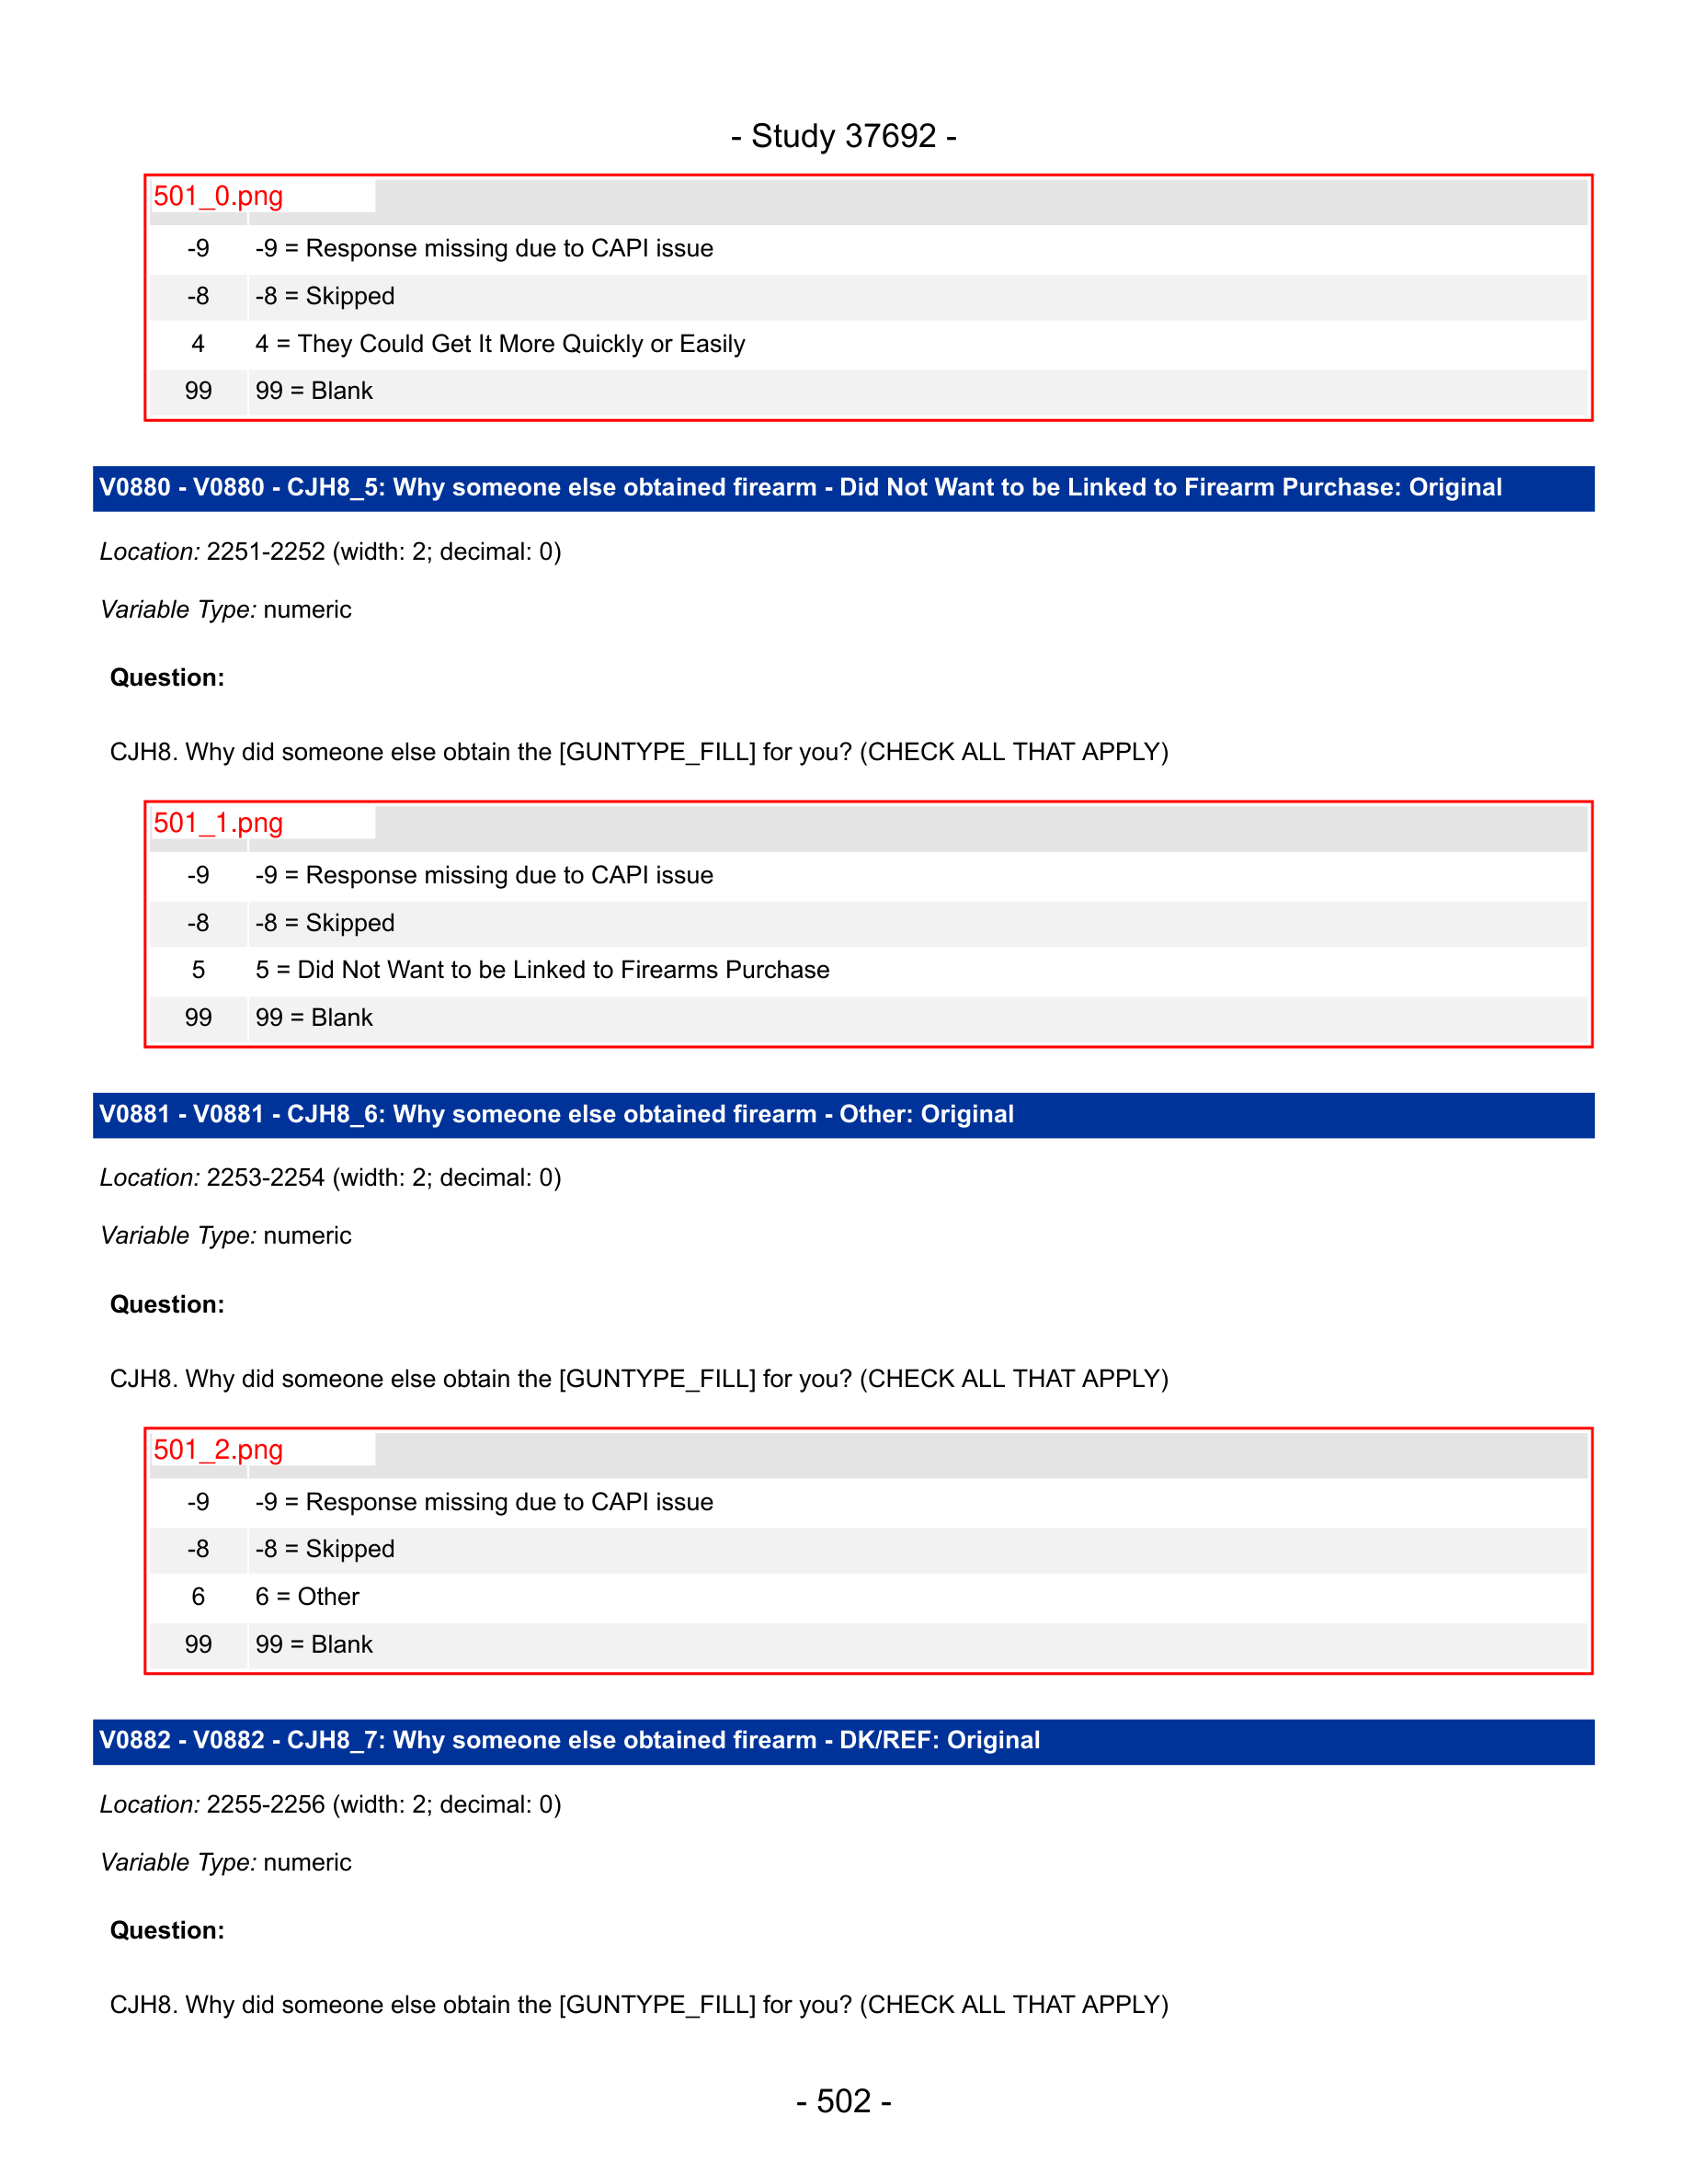 - Study 37692 -
501_0.png
-9 -9 = Response missing due to CAPI issue
-8 -8 = Skipped
4 4 = They Could Get It More Quickly or Easily
99 99 = Blank
V0880 - V0880 - CJH8_5: Why someone else obtained firearm - Did Not Want to be Linked to Firearm Purchase: Original
Location: 2251-2252 (width: 2; decimal: 0)
Variable Type: numeric
Question:
CJH8. Why did someone else obtain the [GUNTYPE_FILL] for you? (CHECK ALL THAT APPLY)
501_1.png
-9 -9 = Response missing due to CAPI issue
-8 -8 = Skipped
5 5 = Did Not Want to be Linked to Firearms Purchase
99 99 = Blank
V0881 - V0881 - CJH8_6: Why someone else obtained firearm - Other: Original
Location: 2253-2254 (width: 2; decimal: 0)
Variable Type: numeric
Question:
CJH8. Why did someone else obtain the [GUNTYPE_FILL] for you? (CHECK ALL THAT APPLY)
501_2.png
-9 -9 = Response missing due to CAPI issue
-8 -8 = Skipped
6 6 = Other
99 99 = Blank
V0882 - V0882 - CJH8_7: Why someone else obtained firearm - DK/REF: Original
Location: 2255-2256 (width: 2; decimal: 0)
Variable Type: numeric
Question:
CJH8. Why did someone else obtain the [GUNTYPE_FILL] for you? (CHECK ALL THAT APPLY)
- 502 -